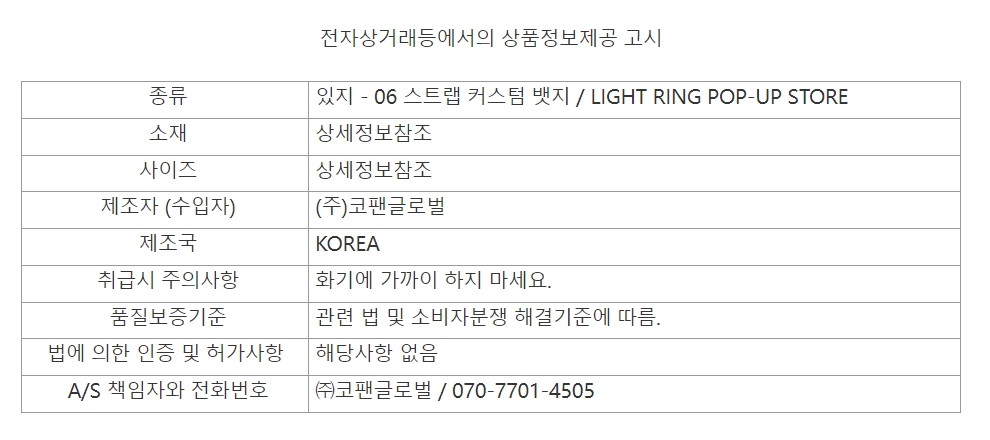 전자상거래등에서의 상품정보제공 고시
종류 있지 - 06 스트랩 커스텀 뱃지 / LIGHT RING POP-UP STORE
소재 상세정보참조
사이즈 상세정보참조
제조자 (수입자) (주)코팬글로벌
제조국 KOREA
취급시 주의사항 화기에 가까이 하지 마세요.
품질보증기준 관련 법 및 소비자분쟁 해결기준에 따름.
법에 의한 인증 및 허가사항 해당사항 없음
A/S 책임자와 전화번호 ㈜코팬글로벌 / 070-7701-4505